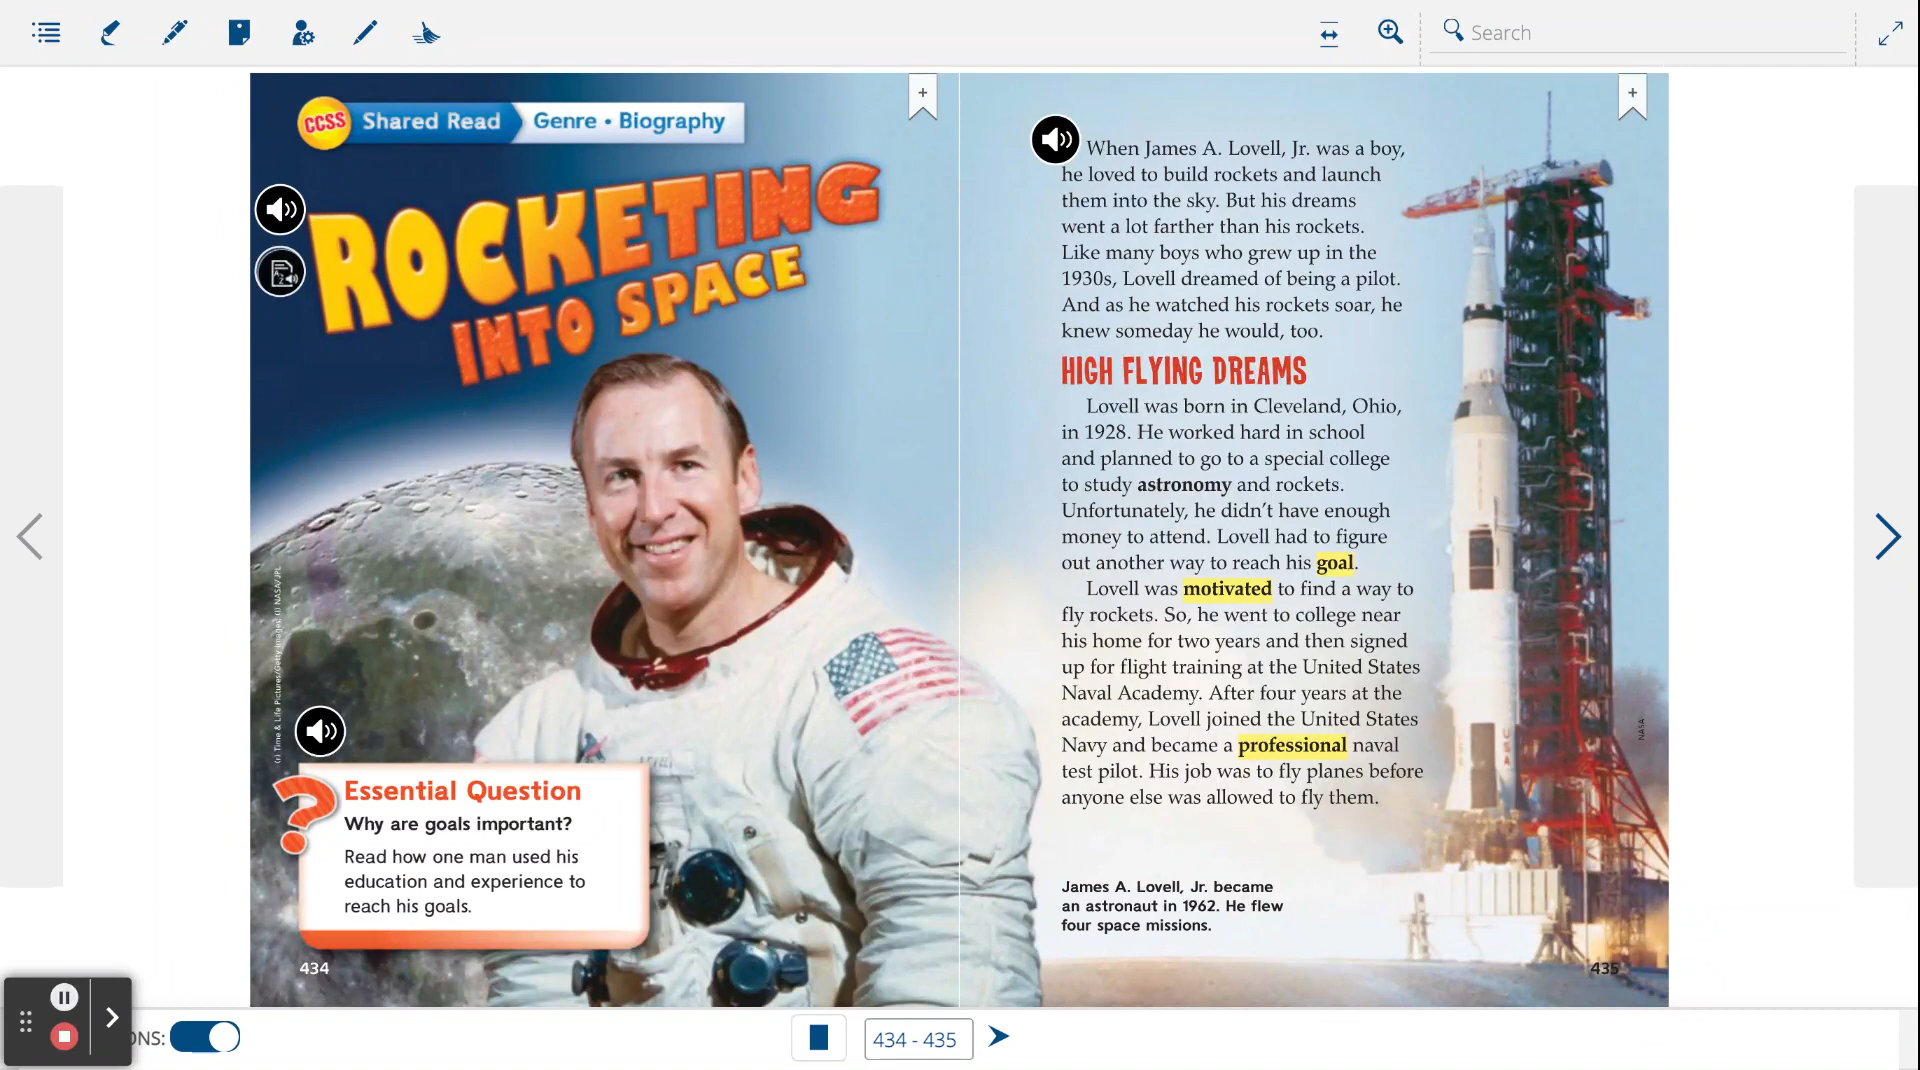 Search
CCSS Shared Read Genre • Biography
ROCKETING
INTO SPACE
Essential Question
Why are goals important?
Read how one man used his
education and experience to
reach his goals.
(r) Time & Life Pictures/Getty Images; (l) NASA/JPL
434
When James A. Lovell, Jr. was a boy,
he loved to build rockets and launch
them into the sky. But his dreams
went a lot farther than his rockets.
Like many boys who grew up in the
1930s, Lovell dreamed of being a pilot.
And as he watched his rockets soar, he
knew someday he would, too.
HIGH FLYING DREAMS
Lovell was born in Cleveland, Ohio,
in 1928. He worked hard in school
and planned to go to a special college
to study astronomy and rockets.
Unfortunately, he didn't have enough
money to attend. Lovell had to figure
out another way to reach his goal.
Lovell was motivated to find a way to
fly rockets. So, he went to college near
his home for two years and then signed
up for flight training at the United States
Naval Academy. After four years at the
academy, Lovell joined the United States
Navy and became a professional naval
test pilot. His job was to fly planes before
anyone else was allowed to fly them.
James A. Lovell, Jr. became
an astronaut in 1962. He flew
four space missions.
USA
NASA
435
ONS:
434 - 435